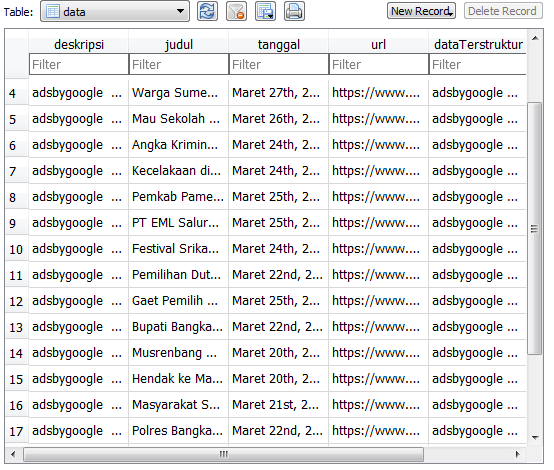 Table: data New Record Delete Record
deskripsi judul tanggal url dataTerstruktur
Filter Filter Filter Filter Filter
4 adsbygoogle ... Warga Sume... Maret 27th, 2... https://www.... adsbygoogle ...
5 adsbygoogle ... Mau Sekolah ... Maret 26th, 2... https://www.... adsbygoogle ...
6 adsbygoogle ... Angka Krimin... Maret 24th, 2... https://www.... adsbygoogle ...
7 adsbygoogle ... Kecelakaan di... Maret 24th, 2... https://www.... adsbygoogle ...
8 adsbygoogle ... Pemkab Pame... Maret 25th, 2... https://www.... adsbygoogle ...
9 adsbygoogle ... PT EML Salur... Maret 25th, 2... https://www.... adsbygoogle ...
10 adsbygoogle ... Festival Srika... Maret 24th, 2... https://www.... adsbygoogle ...
11 adsbygoogle ... Pemilihan Dut... Maret 22nd, 2... https://www.... adsbygoogle ...
12 adsbygoogle ... Gaet Pemilih ... Maret 25th, 2... https://www.... adsbygoogle ...
13 adsbygoogle ... Bupati Bangka... Maret 22nd, 2... https://www.... adsbygoogle ...
14 adsbygoogle ... Musrenbang ... Maret 20th, 2... https://www.... adsbygoogle ...
15 adsbygoogle ... Hendak ke Ma... Maret 20th, 2... https://www.... adsbygoogle ...
16 adsbygoogle ... Masyarakat S... Maret 21st, 2... https://www.... adsbygoogle ...
17 adsbygoogle ... Polres Bangka... Maret 22nd, 2... https://www.... adsbygoogle ...